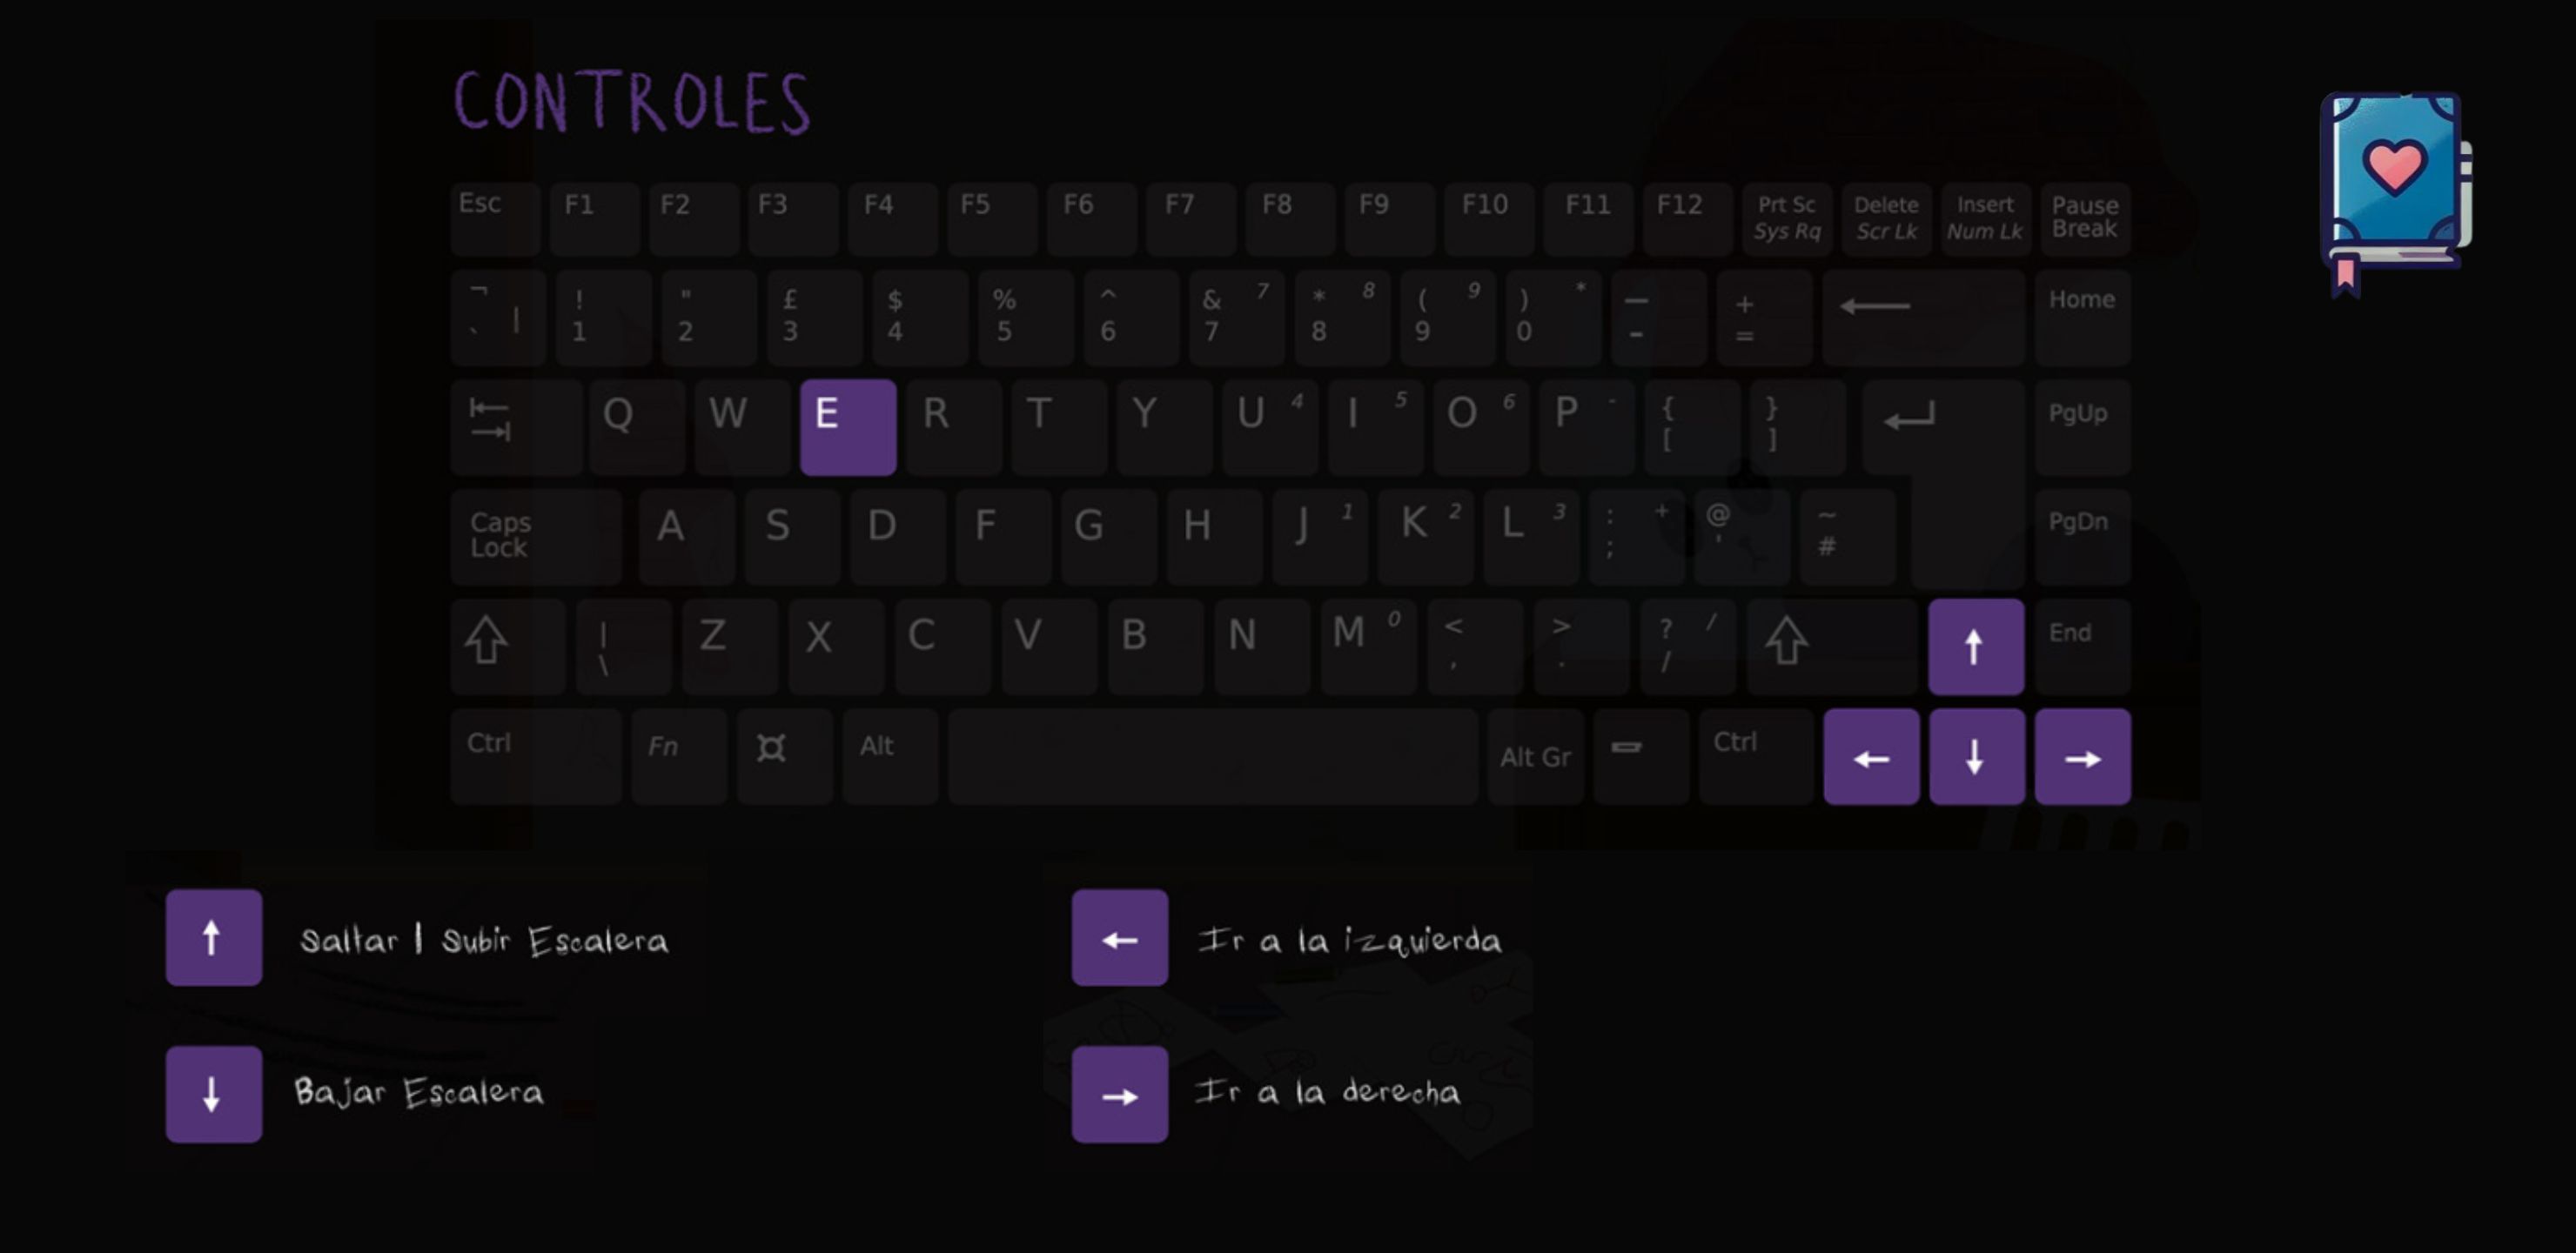 CONTROLES
Esc F1 F2 F3 F4 F5 F6 F7 F8 F9 F10 F11 F12 Prt Sc Delete Insert Pause
Sys Rq Scr Lk Num Lk Break
¬ ! " £ $ % ^ & 7 * 8 ( 9 ) * — + ← Home
` | 1 2 3 4 5 6 7 8 9 0 - =
Q W E R T Y U 4 I 5 O 6 P - { } PgUp
[ ]
Caps A S D F G H J 1 K 2 L 3 : + @ ~ PgDn
Lock ; ' #
| Z X C V B N M 0 < > ? / ↑ End
\ , . /
Ctrl Fn Alt Alt Gr Ctrl ← ↓ →
↑ Saltar | Subir Escalera
← Ir a la izquierda
↓ Bajar Escalera
→ Ir a la derecha